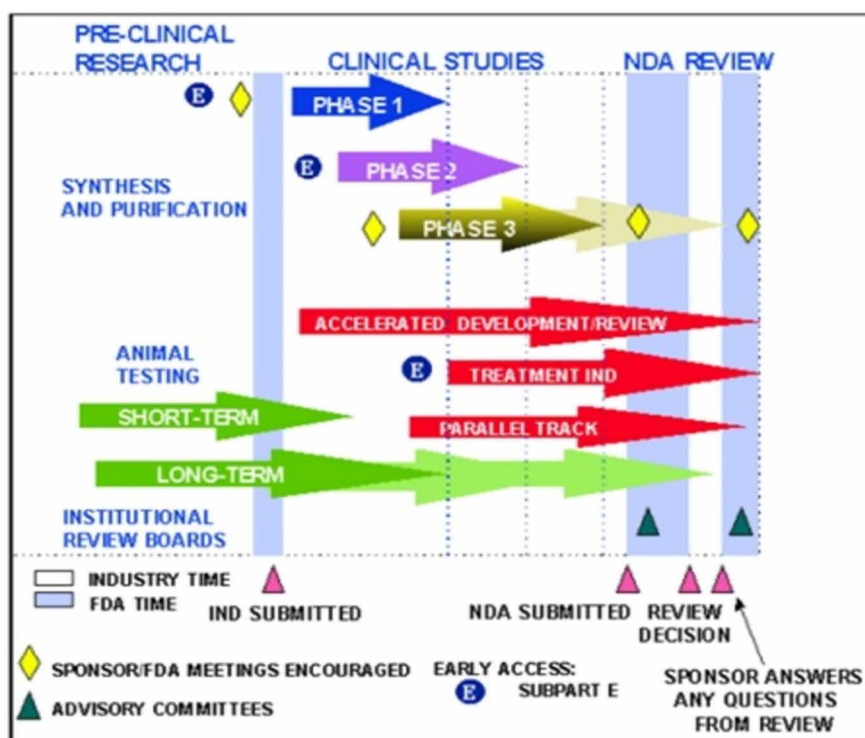 PRE-CLINICAL
RESEARCH
CLINICAL STUDIES
NDA REVIEW
E
PHASE 1
E
PHASE 2
SYNTHESIS
AND PURIFICATION
PHASE 3
ACCELERATED DEVELOPMENT/REVIEW
ANIMAL
TESTING
E
TREATMENT IND
SHORT-TERM
PARALLEL TRACK
LONG-TERM
INSTITUTIONAL
REVIEW BOARDS
INDUSTRY TIME
FDA TIME
IND SUBMITTED
NDA SUBMITTED
REVIEW
DECISION
SPONSOR/FDA MEETINGS ENCOURAGED
ADVISORY COMMITTEES
EARLY ACCESS:
E SUBPART E
SPONSOR ANSWERS
ANY QUESTIONS
FROM REVIEW